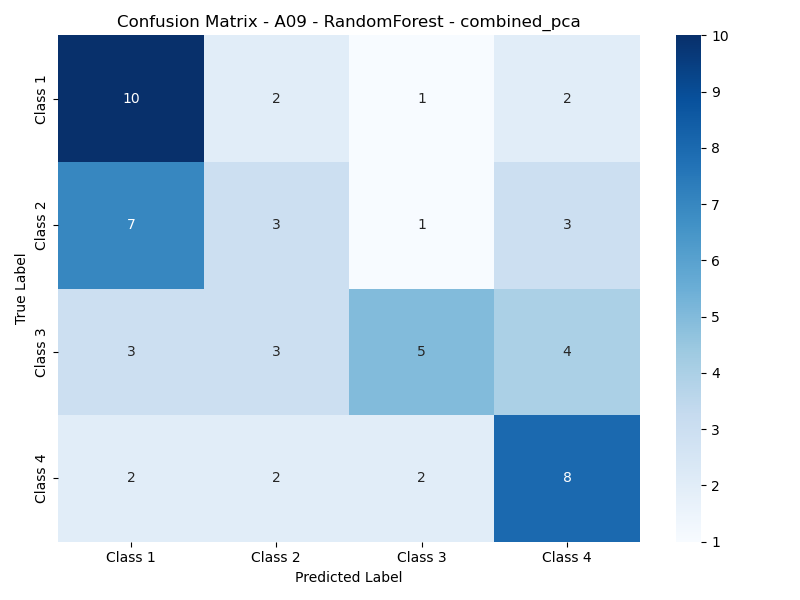 Confusion Matrix - A09 - RandomForest - combined_pca
Class 1
10 2 1 2
Class 2
7 3 1 3
Class 3
3 3 5 4
Class 4
2 2 2 8
True Label
Class 1 Class 2 Class 3 Class 4
Predicted Label
10
9
8
7
6
5
4
3
2
1